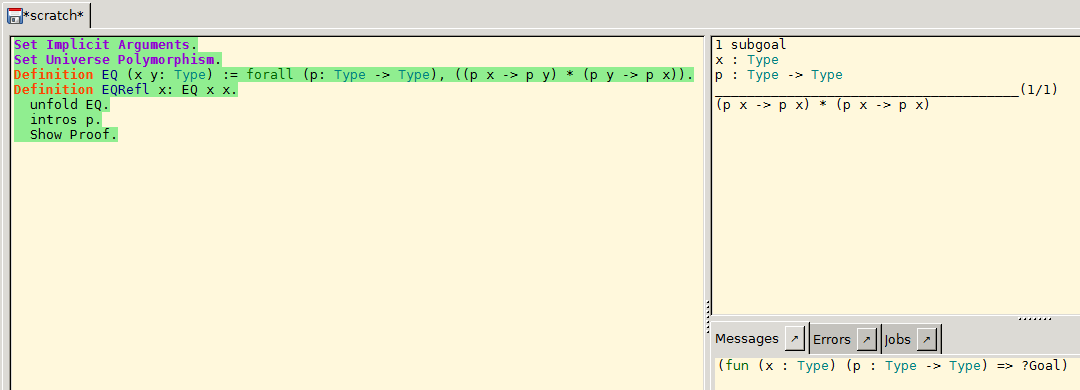 *scratch*
Set Implicit Arguments.
Set Universe Polymorphism.
Definition EQ (x y: Type) := forall (p: Type -> Type), ((p x -> p y) * (p y -> p x)).
Definition EQRefl x: EQ x x.
unfold EQ.
intros p.
Show Proof.
1 subgoal
x : Type
p : Type -> Type
______________________________________(1/1)
(p x -> p x) * (p x -> p x)
Messages ↗ Errors ↗ Jobs ↗
(fun (x : Type) (p : Type -> Type) => ?Goal)